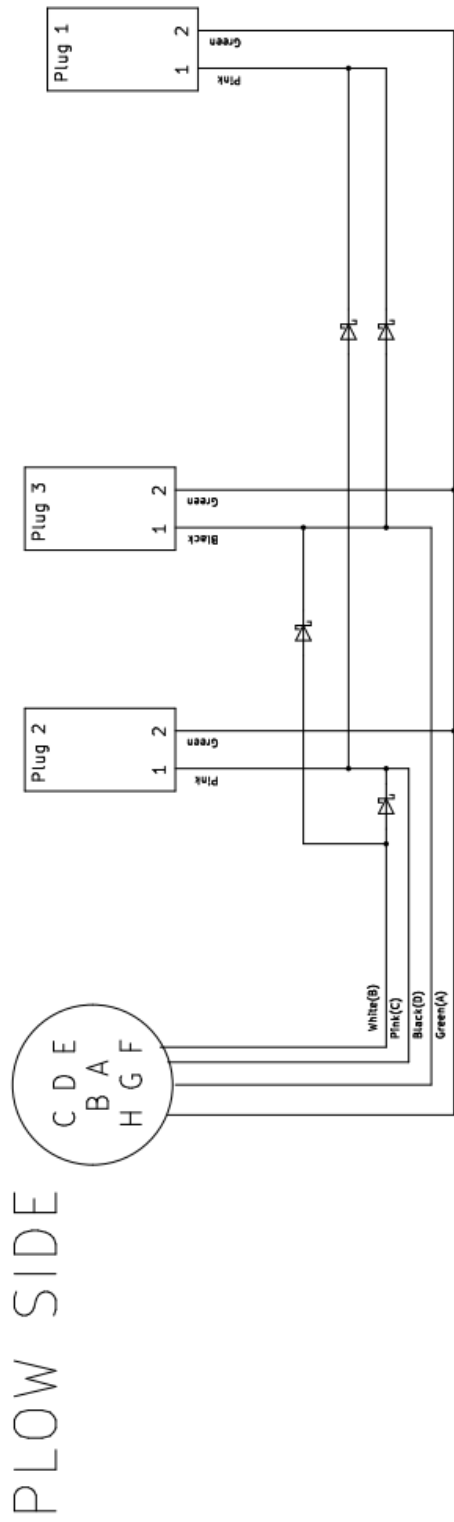 PLOW SIDE
C D E
B A
H G F
White(B)
Pink(C)
Black(D)
Green(A)
Plug 2
1 2
Pink
Green
Plug 3
1 2
Black
Green
Plug 1
1 2
Pink
Green